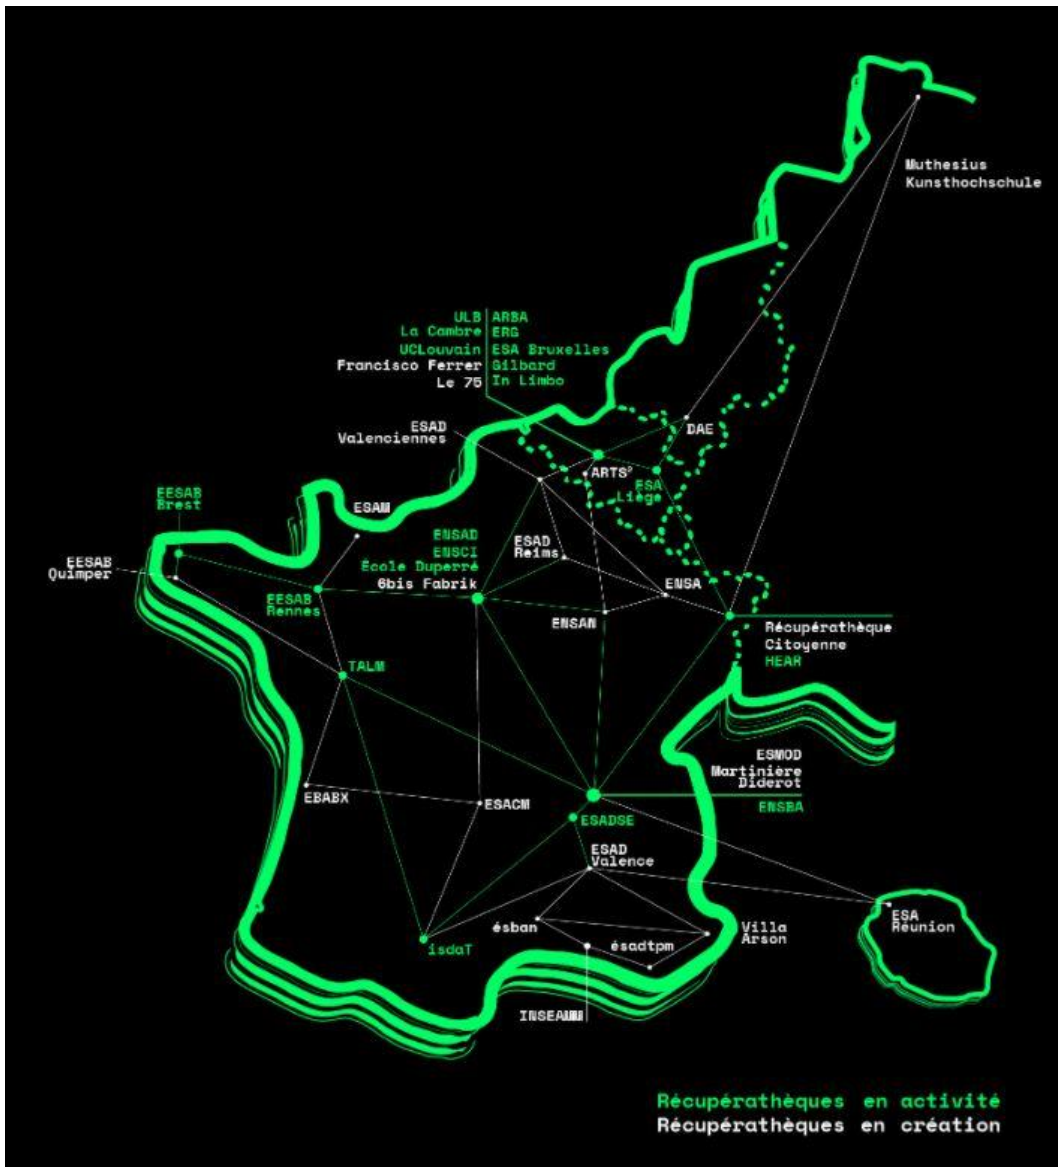 Muthesius
Kunsthochschule
ULB
ARBA
La Cambre
ERG
UCLouvain
ESA Bruxelles
Francisco Ferrer
Gilbard
Le 75
In Limbo
ESAD
Valenciennes
DAE
ARTS²
ESA
Liège
EESAB
Brest
ESAM
ENSAD
ENSCI
École Duperré
6bis Fabrik
ESAD
Reims
EESAB
Quimper
ENSA
EESAB
Rennes
ENSAN
Récupérathèque
Citoyenne
HEAR
TALM
ESMOD
Martinière
Diderot
ENSBA
EBABX
ESACM
ESADSE
ESAD
Valence
ESA
Réunion
ésban
Villa
Arson
ésadtpm
isdaT
INSEAMM
Récupérathèques en activité
Récupérathèques en création